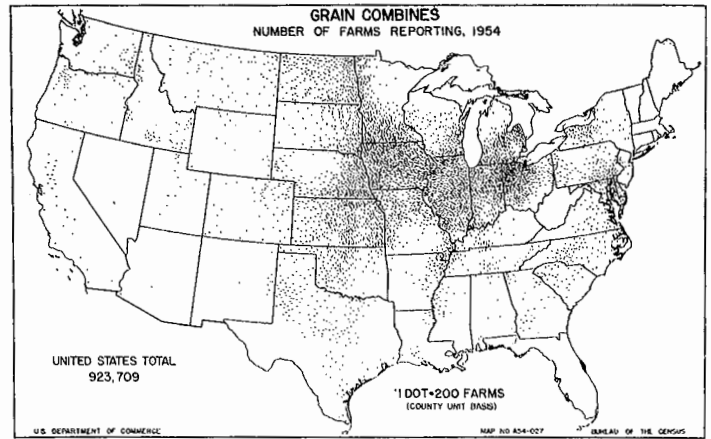 GRAIN COMBINES
NUMBER OF FARMS REPORTING, 1954
UNITED STATES TOTAL
923,709
1 DOT=200 FARMS
(COUNTY UNIT BASIS)
U.S. DEPARTMENT OF COMMERCE
MAP NO. A54-027
BUREAU OF THE CENSUS